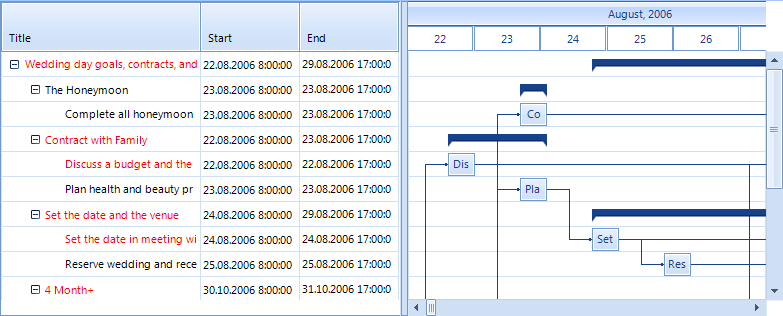 August, 2006
Title Start End
22 23 24 25 26
Wedding day goals, contracts, and 22.08.2006 8:00:00 29.08.2006 17:00:0
The Honeymoon 23.08.2006 8:00:00 23.08.2006 17:00:0
Complete all honeymoon 23.08.2006 8:00:00 23.08.2006 17:00:0 Co
Contract with Family 22.08.2006 8:00:00 23.08.2006 17:00:0
Discuss a budget and the 22.08.2006 8:00:00 22.08.2006 17:00:0 Dis
Plan health and beauty pr 23.08.2006 8:00:00 23.08.2006 17:00:0 Pla
Set the date and the venue 24.08.2006 8:00:00 29.08.2006 17:00:0
Set the date in meeting wi 24.08.2006 8:00:00 24.08.2006 17:00:0 Set
Reserve wedding and rece 25.08.2006 8:00:00 25.08.2006 17:00:0 Res
4 Month+ 30.10.2006 8:00:00 31.10.2006 17:00:0